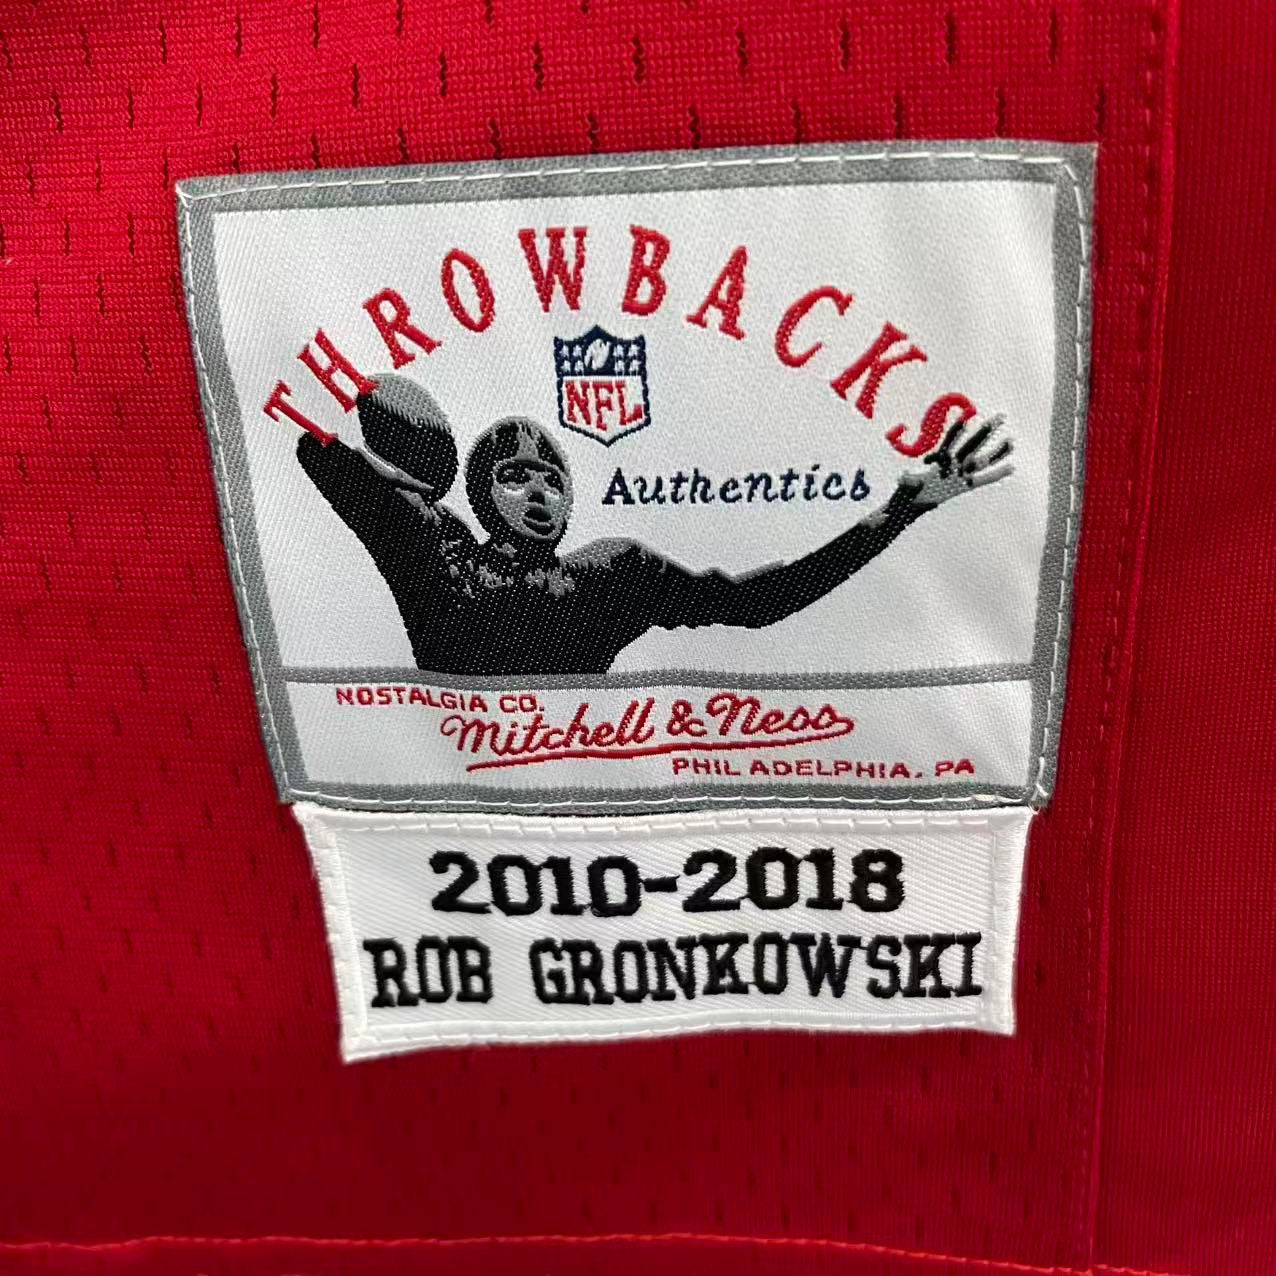 THROWBACKS
NFL
Authentics
NOSTALGIA CO.
Mitchell & Ness
PHILADELPHIA, PA
2010-2018
ROB GRONKOWSKI